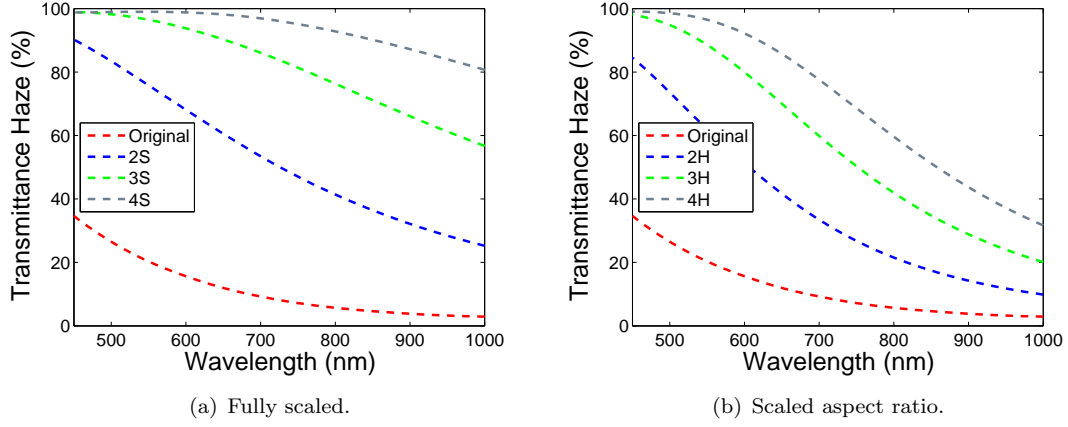 100
80
60
40
20
0
Transmittance Haze (%)
Original
2S
3S
4S
500 600 700 800 900 1000
Wavelength (nm)
(a) Fully scaled.
100
80
60
40
20
0
Transmittance Haze (%)
Original
2H
3H
4H
500 600 700 800 900 1000
Wavelength (nm)
(b) Scaled aspect ratio.